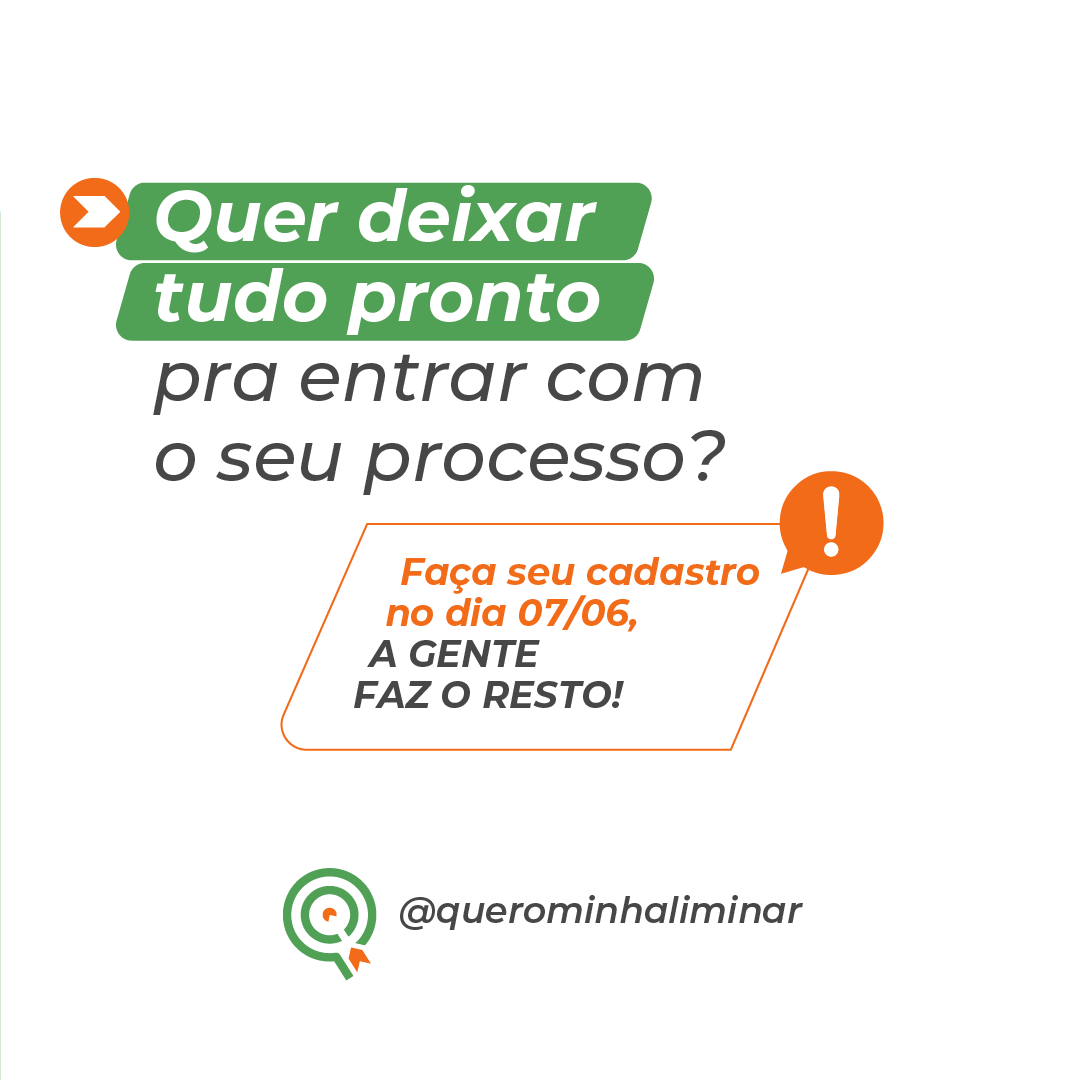 Quer deixar
tudo pronto
pra entrar com
o seu processo?
Faça seu cadastro
no dia 07/06,
A GENTE
FAZ O RESTO!
@querominhaliminar